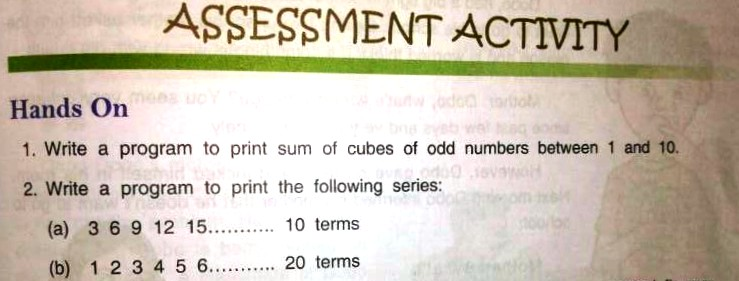 ASSESSMENT ACTIVITY
Hands On
1. Write a program to print sum of cubes of odd numbers between 1 and 10.
2. Write a program to print the following series:
(a) 3 6 9 12 15........... 10 terms
(b) 1 2 3 4 5 6........... 20 terms